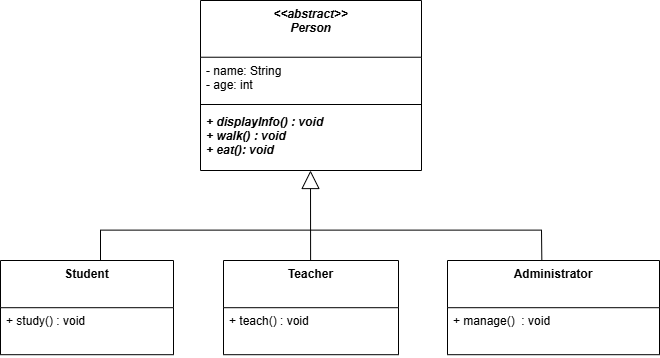 <<abstract>>
Person
- name: String
- age: int
+ displayInfo() : void
+ walk() : void
+ eat(): void
Student
+ study() : void
Teacher
+ teach() : void
Administrator
+ manage()  : void